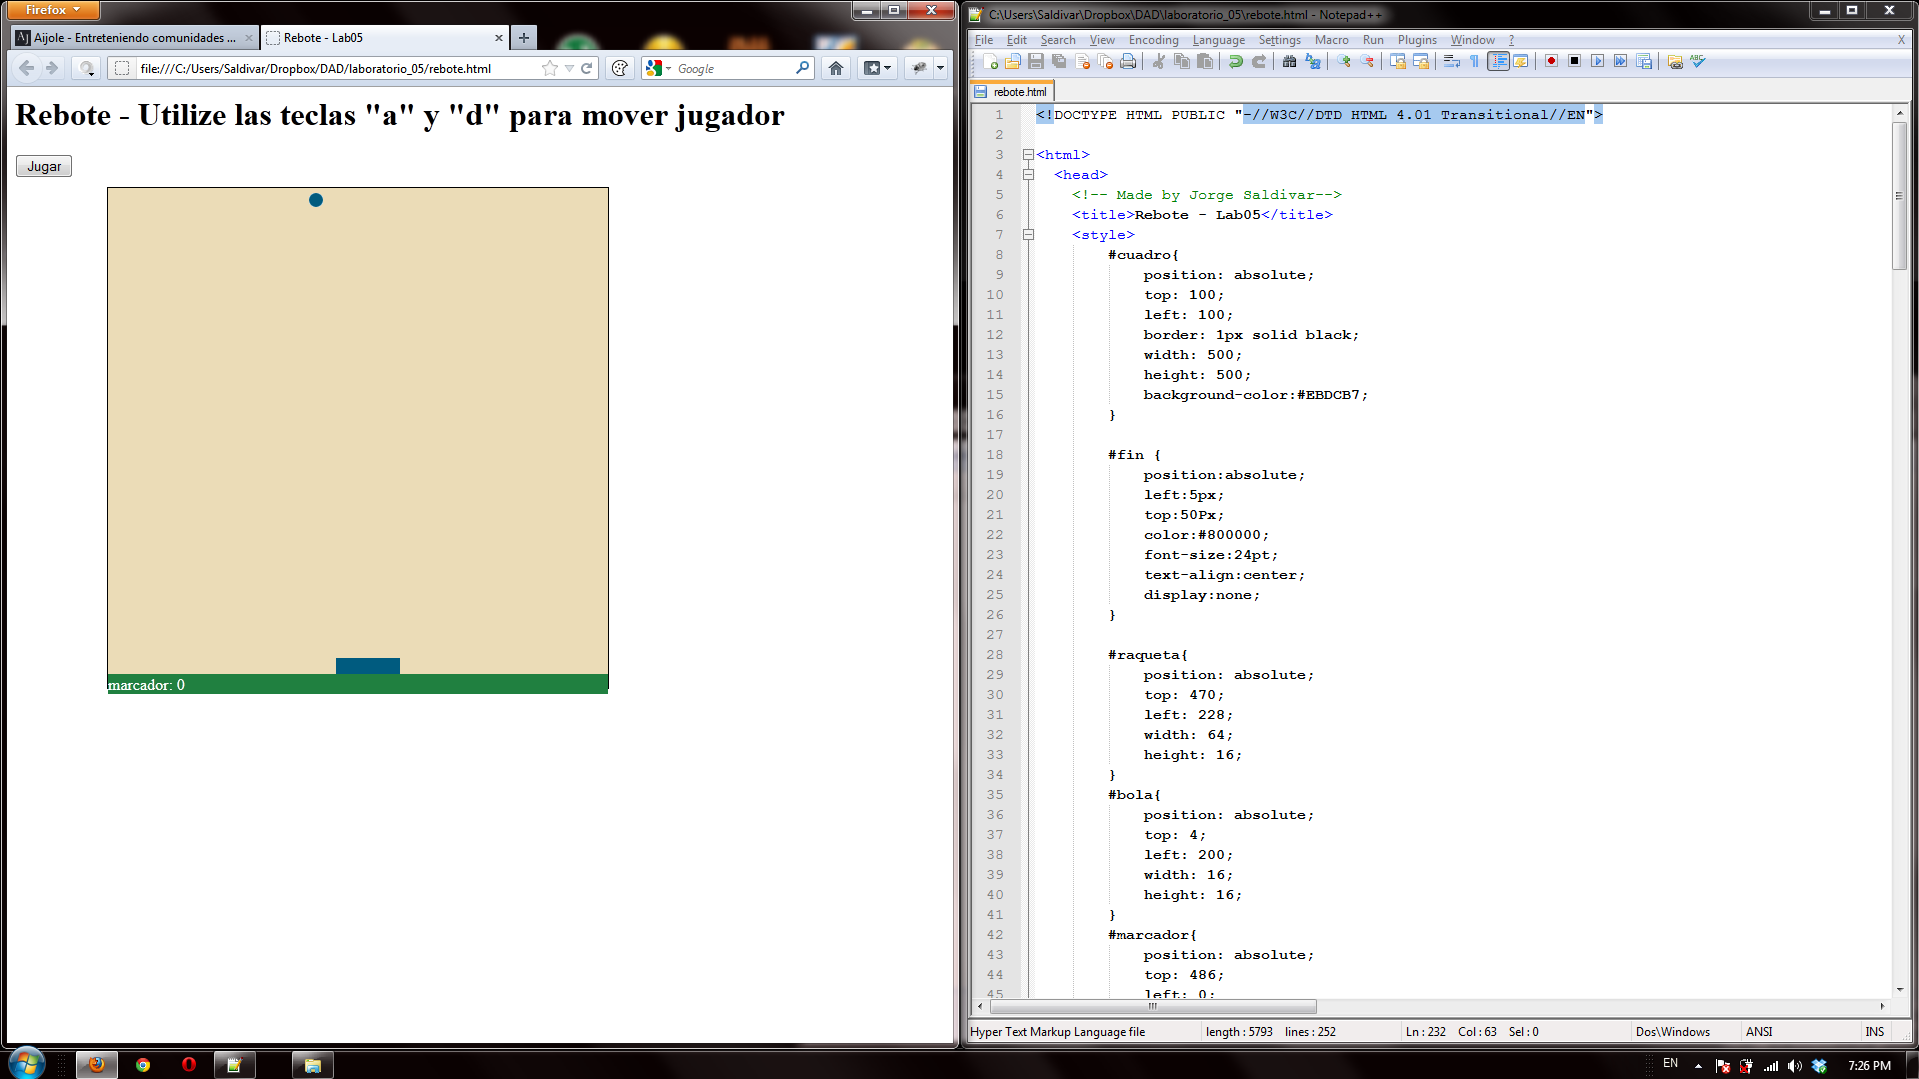 Firefox
Aijole - Entreteniendo comunidades ...
Rebote - Lab05
file:///C:/Users/Saldivar/Dropbox/DAD/laboratorio_05/rebote.html
Google
Rebote - Utilize las teclas "a" y "d" para mover jugador
Jugar
marcador: 0
C:\Users\Saldivar\Dropbox\DAD\laboratorio_05\rebote.html - Notepad++
File Edit Search View Encoding Language Settings Macro Run Plugins Window ? X
rebote.html
1 <!DOCTYPE HTML PUBLIC "-//W3C//DTD HTML 4.01 Transitional//EN">
2
3 <html>
4 <head>
5 <!-- Made by Jorge Saldivar-->
6 <title>Rebote - Lab05</title>
7 <style>
8 #cuadro{
9 position: absolute;
10 top: 100;
11 left: 100;
12 border: 1px solid black;
13 width: 500;
14 height: 500;
15 background-color:#EBDCB7;
16 }
17
18 #fin {
19 position:absolute;
20 left:5px;
21 top:50Px;
22 color:#800000;
23 font-size:24pt;
24 text-align:center;
25 display:none;
26 }
27
28 #raqueta{
29 position: absolute;
30 top: 470;
31 left: 228;
32 width: 64;
33 height: 16;
34 }
35 #bola{
36 position: absolute;
37 top: 4;
38 left: 200;
39 width: 16;
40 height: 16;
41 }
42 #marcador{
43 position: absolute;
44 top: 486;
45 left: 0;
Hyper Text Markup Language file length : 5793 lines : 252 Ln : 232 Col : 63 Sel : 0 Dos\Windows ANSI INS
EN 7:26 PM